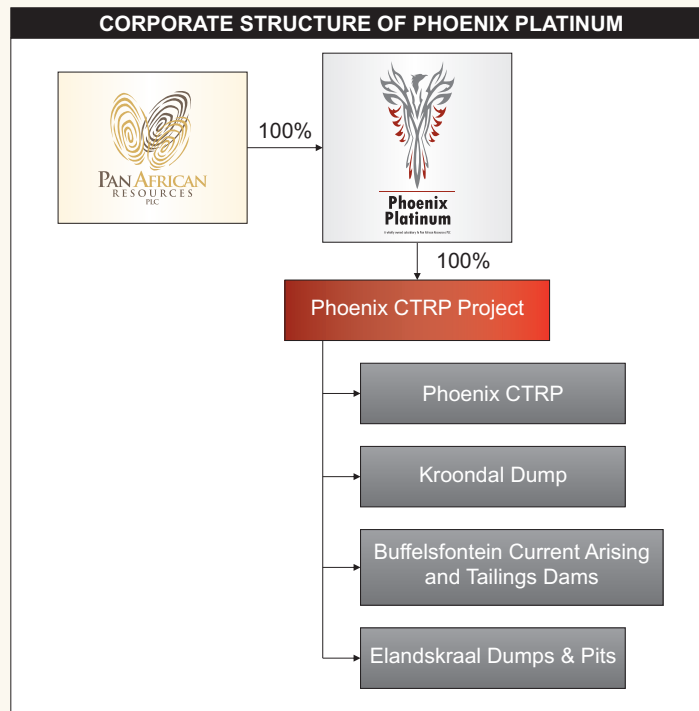 CORPORATE STRUCTURE OF PHOENIX PLATINUM
PAN AFRICAN
RESOURCES
PLC
100%
Phoenix
Platinum
100%
Phoenix CTRP Project
Phoenix CTRP
Kroondal Dump
Buffelsfontein Current Arising
and Tailings Dams
Elandskraal Dumps & Pits